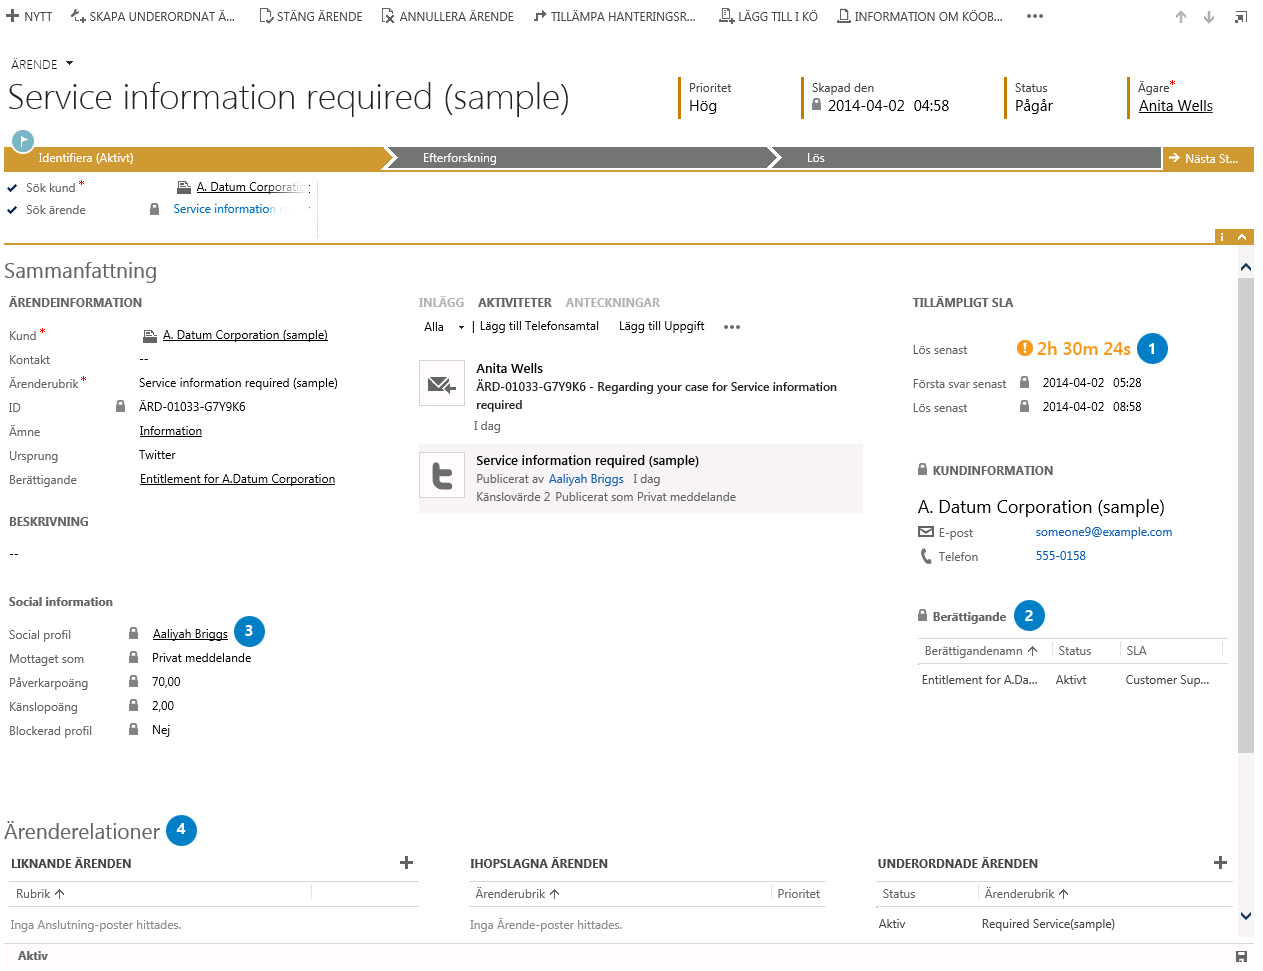 NYTT
SKAPA UNDERORDNAT Ä...
STÄNG ÄRENDE
ANNULLERA ÄRENDE
TILLÄMPA HANTERINGSR...
LÄGG TILL I KÖ
INFORMATION OM KÖOB...
ÄRENDE
Service information required (sample)
Prioritet
Hög
Skapad den
2014-04-02 04:58
Status
Pågår
Ägare*
Anita Wells
Identifiera (Aktivt)
Efterforskning
Lös
Nästa St...
Sök kund *
A. Datum Corporatio
Sök ärende
Service information
Sammanfattning
ÄRENDEINFORMATION
Kund *
A. Datum Corporation (sample)
Kontakt
--
Ärenderubrik *
Service information required (sample)
ID
ÄRD-01033-G7Y9K6
Ämne
Information
Ursprung
Twitter
Berättigande
Entitlement for A.Datum Corporation
BESKRIVNING
--
Social information
Social profil
Aaliyah Briggs
3
Mottaget som
Privat meddelande
Påverkarpoäng
70,00
Känslopoäng
2,00
Blockerad profil
Nej
INLÄGG AKTIVITETER ANTECKNINGAR
Alla | Lägg till Telefonsamtal Lägg till Uppgift
Anita Wells
ÄRD-01033-G7Y9K6 - Regarding your case for Service information
required
I dag
Service information required (sample)
Publicerat av Aaliyah Briggs I dag
Känslovärde 2 Publicerat som Privat meddelande
TILLÄMPLIGT SLA
Lös senast
2h 30m 24s
1
Första svar senast
2014-04-02 05:28
Lös senast
2014-04-02 08:58
KUNDINFORMATION
A. Datum Corporation (sample)
E-post
someone9@example.com
Telefon
555-0158
Berättigande
2
Berättigandenamn
Status
SLA
Entitlement for A.Da...
Aktivt
Customer Sup...
Ärenderelationer
4
LIKNANDE ÄRENDEN
Rubrik
Inga Anslutning-poster hittades.
IHOPSLAGNA ÄRENDEN
Ärenderubrik
Prioritet
Inga Ärende-poster hittades.
UNDERORDNADE ÄRENDEN
Status
Ärenderubrik
Aktiv
Required Service(sample)
Aktiv